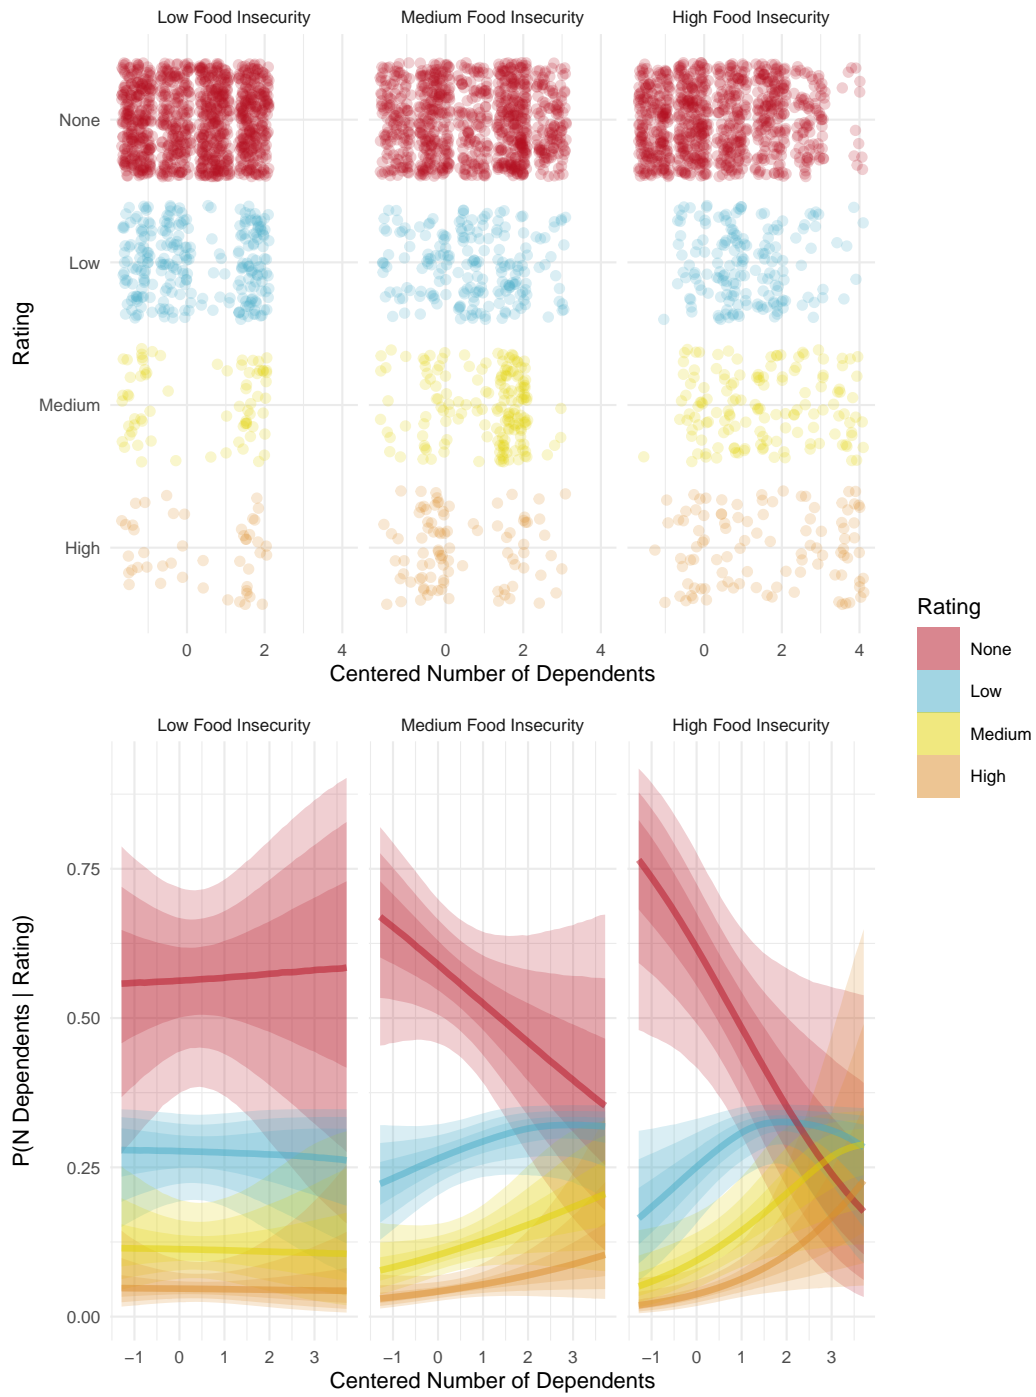 Low Food Insecurity Medium Food Insecurity High Food Insecurity
None
Low
Medium
High
Rating
0 2 4 0 2 4 0 2 4
Centered Number of Dependents
Rating
None
Low
Medium
High
Low Food Insecurity Medium Food Insecurity High Food Insecurity
0.75
0.50
0.25
0.00
P(N Dependents | Rating)
−1 0 1 2 3 −1 0 1 2 3 −1 0 1 2 3
Centered Number of Dependents